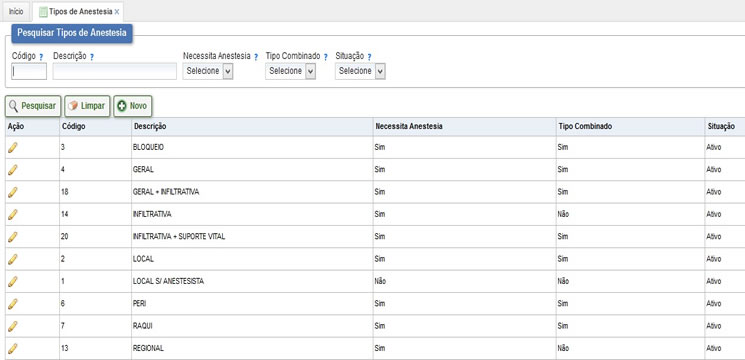 Início Tipos de Anestesia X
Pesquisar Tipos de Anestesia
Código ? Descrição ? Necessita Anestesia ? Tipo Combinado ? Situação ?
Selecione Selecione Selecione
Pesquisar Limpar Novo
Ação Código Descrição Necessita Anestesia Tipo Combinado Situação
3 BLOQUEIO Sim Sim Ativo
4 GERAL Sim Sim Ativo
18 GERAL + INFILTRATIVA Sim Sim Ativo
14 INFILTRATIVA Sim Não Ativo
20 INFILTRATIVA + SUPORTE VITAL Sim Sim Ativo
2 LOCAL Sim Sim Ativo
1 LOCAL S/ ANESTESISTA Não Não Ativo
6 PERI Sim Sim Ativo
7 RAQUI Sim Sim Ativo
13 REGIONAL Sim Não Ativo